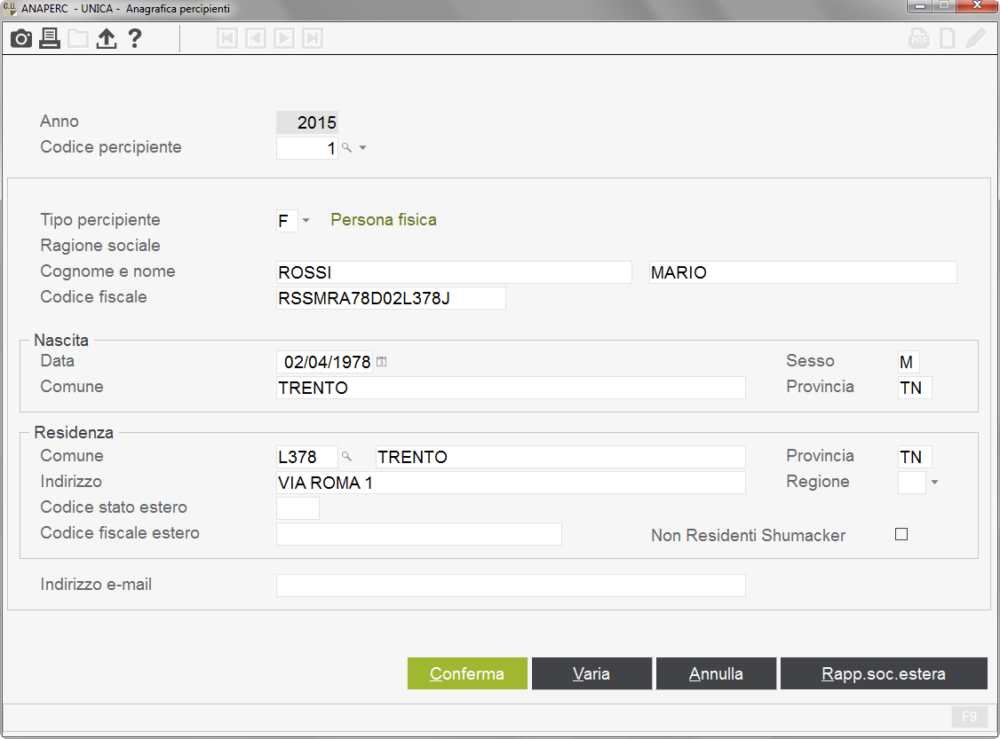 C.U. ANAPERC - UNICA - Anagrafica percipienti
PDF
Anno 2015
Codice percipiente 1
Tipo percipiente F Persona fisica
Ragione sociale
Cognome e nome ROSSI MARIO
Codice fiscale RSSMRA78D02L378J
Nascita
Data 02/04/1978 Sesso M
Comune TRENTO Provincia TN
Residenza
Comune L378 TRENTO Provincia TN
Indirizzo VIA ROMA 1 Regione
Codice stato estero
Codice fiscale estero Non Residenti Shumacker
Indirizzo e-mail
Conferma Varia Annulla Rapp.soc.estera
F9